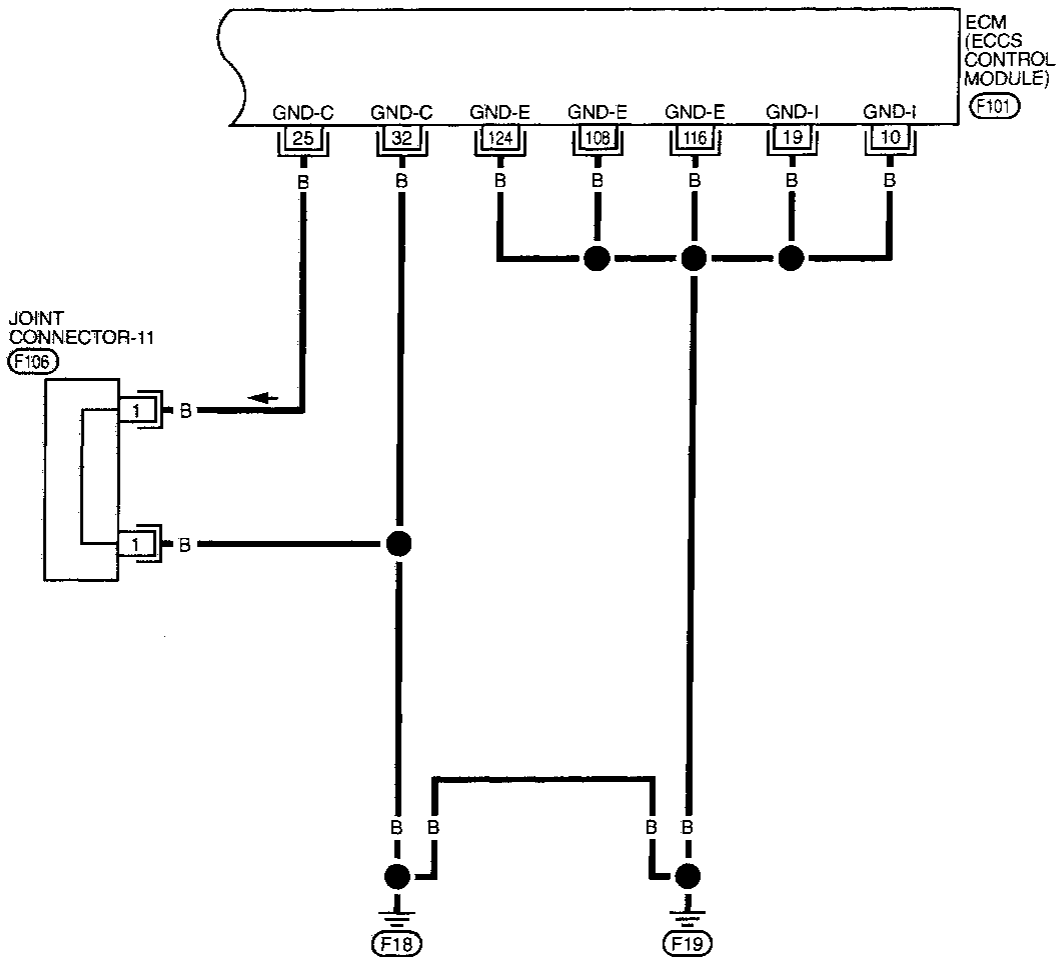 ECM
(ECCS
CONTROL
MODULE)
F101
GND-C GND-C GND-E GND-E GND-E GND-I GND-I
25 32 124 108 116 19 10
B B B B B B B
JOINT
CONNECTOR-11
F106
1 B
1 B
B B B B
F18 F19